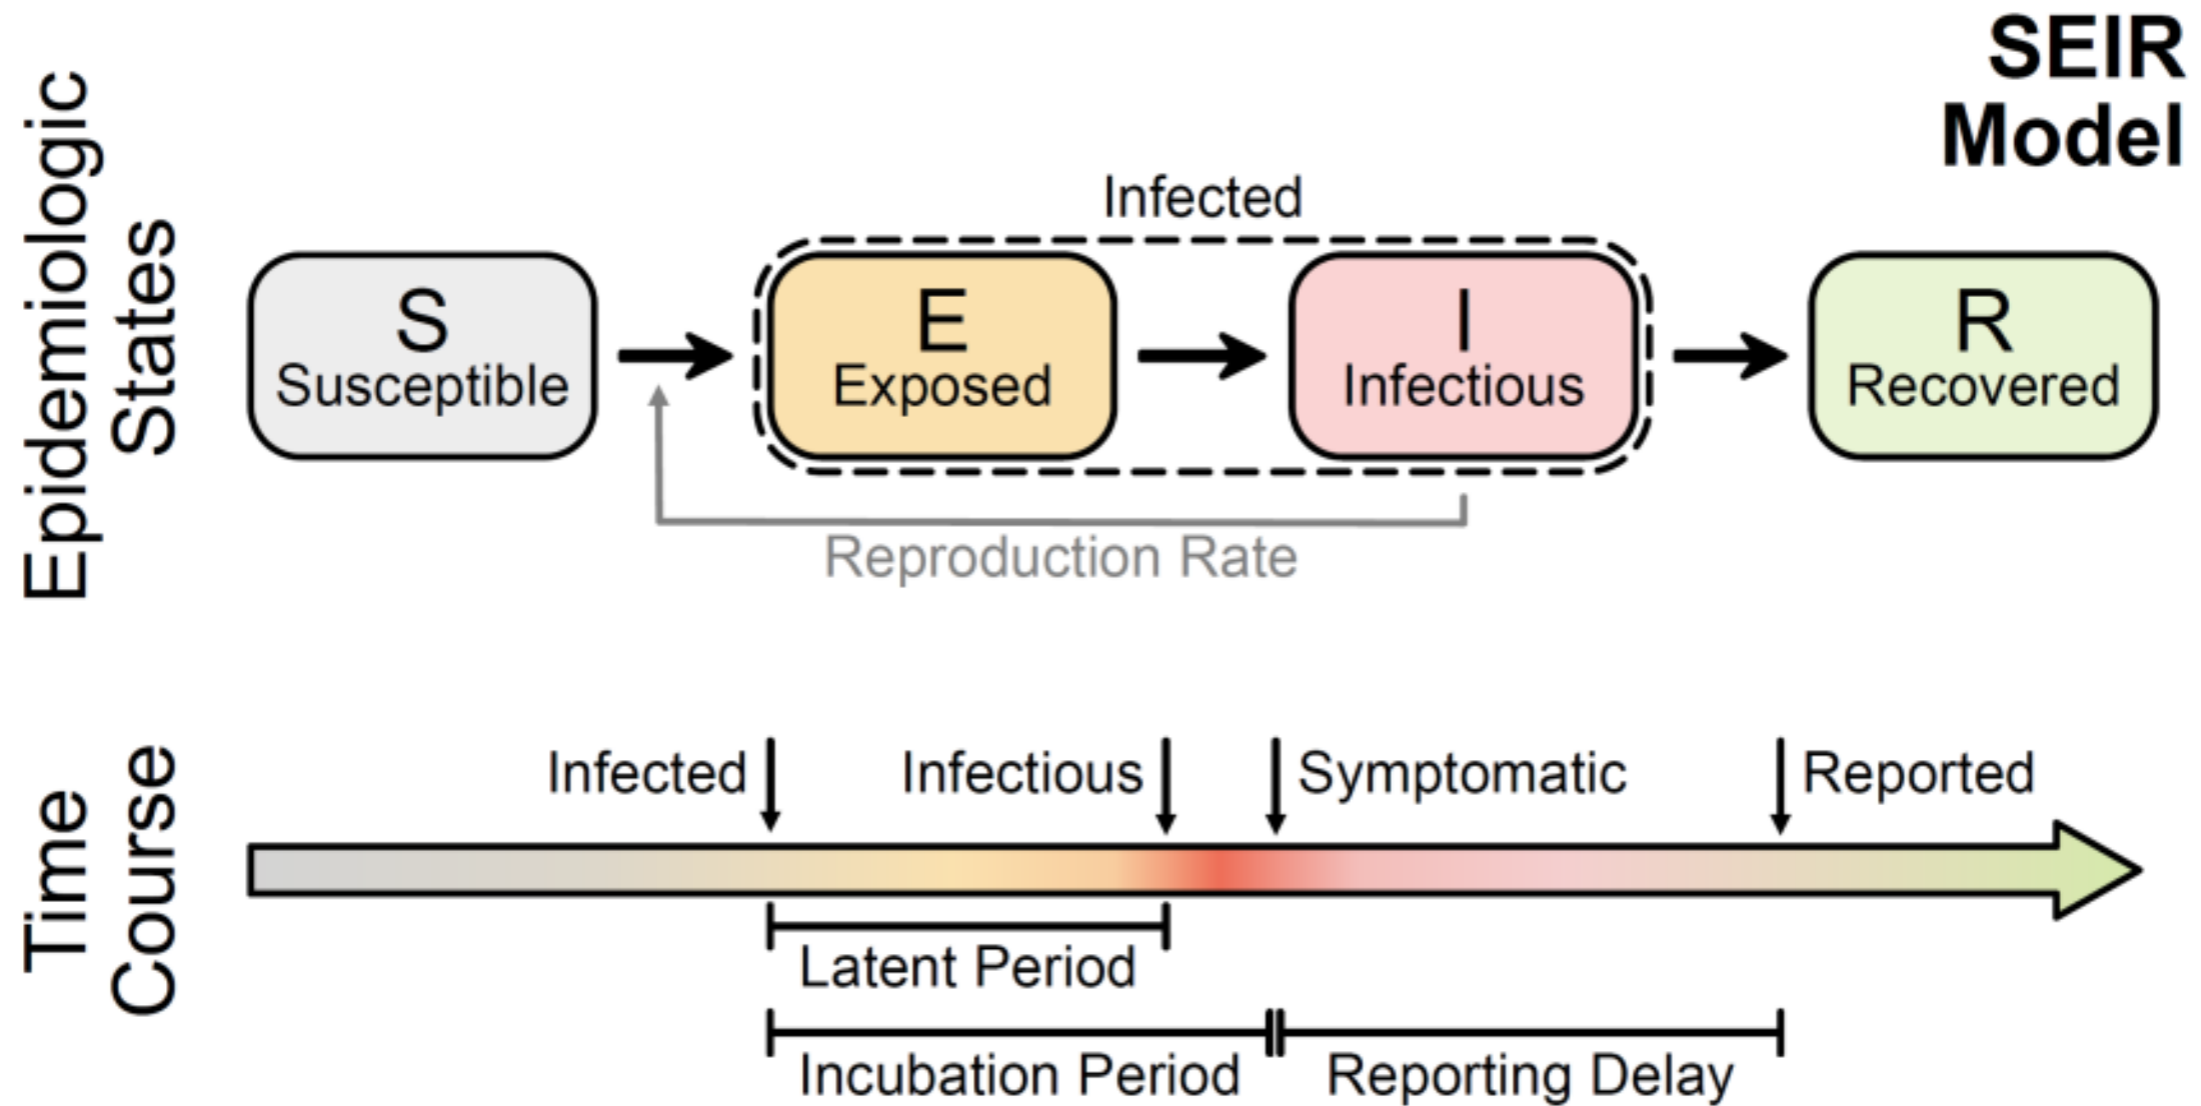 SEIR
Model
Epidemiologic
States
Infected
S
Susceptible
E
Exposed
I
Infectious
R
Recovered
Reproduction Rate
Time
Course
Infected
Infectious
Symptomatic
Reported
Latent Period
Incubation Period
Reporting Delay